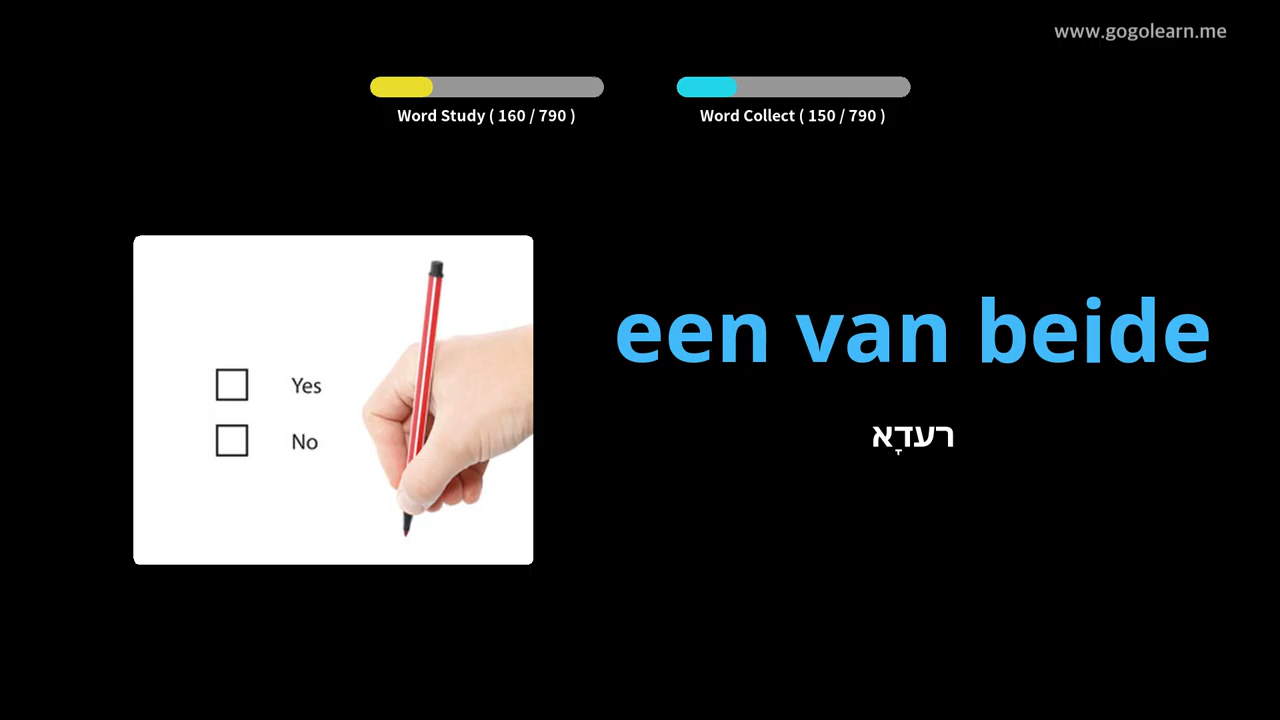 www.gogolearn.me
Word Study ( 160 / 790 )
Word Collect ( 150 / 790 )
Yes
No
een van beide
רעדָא